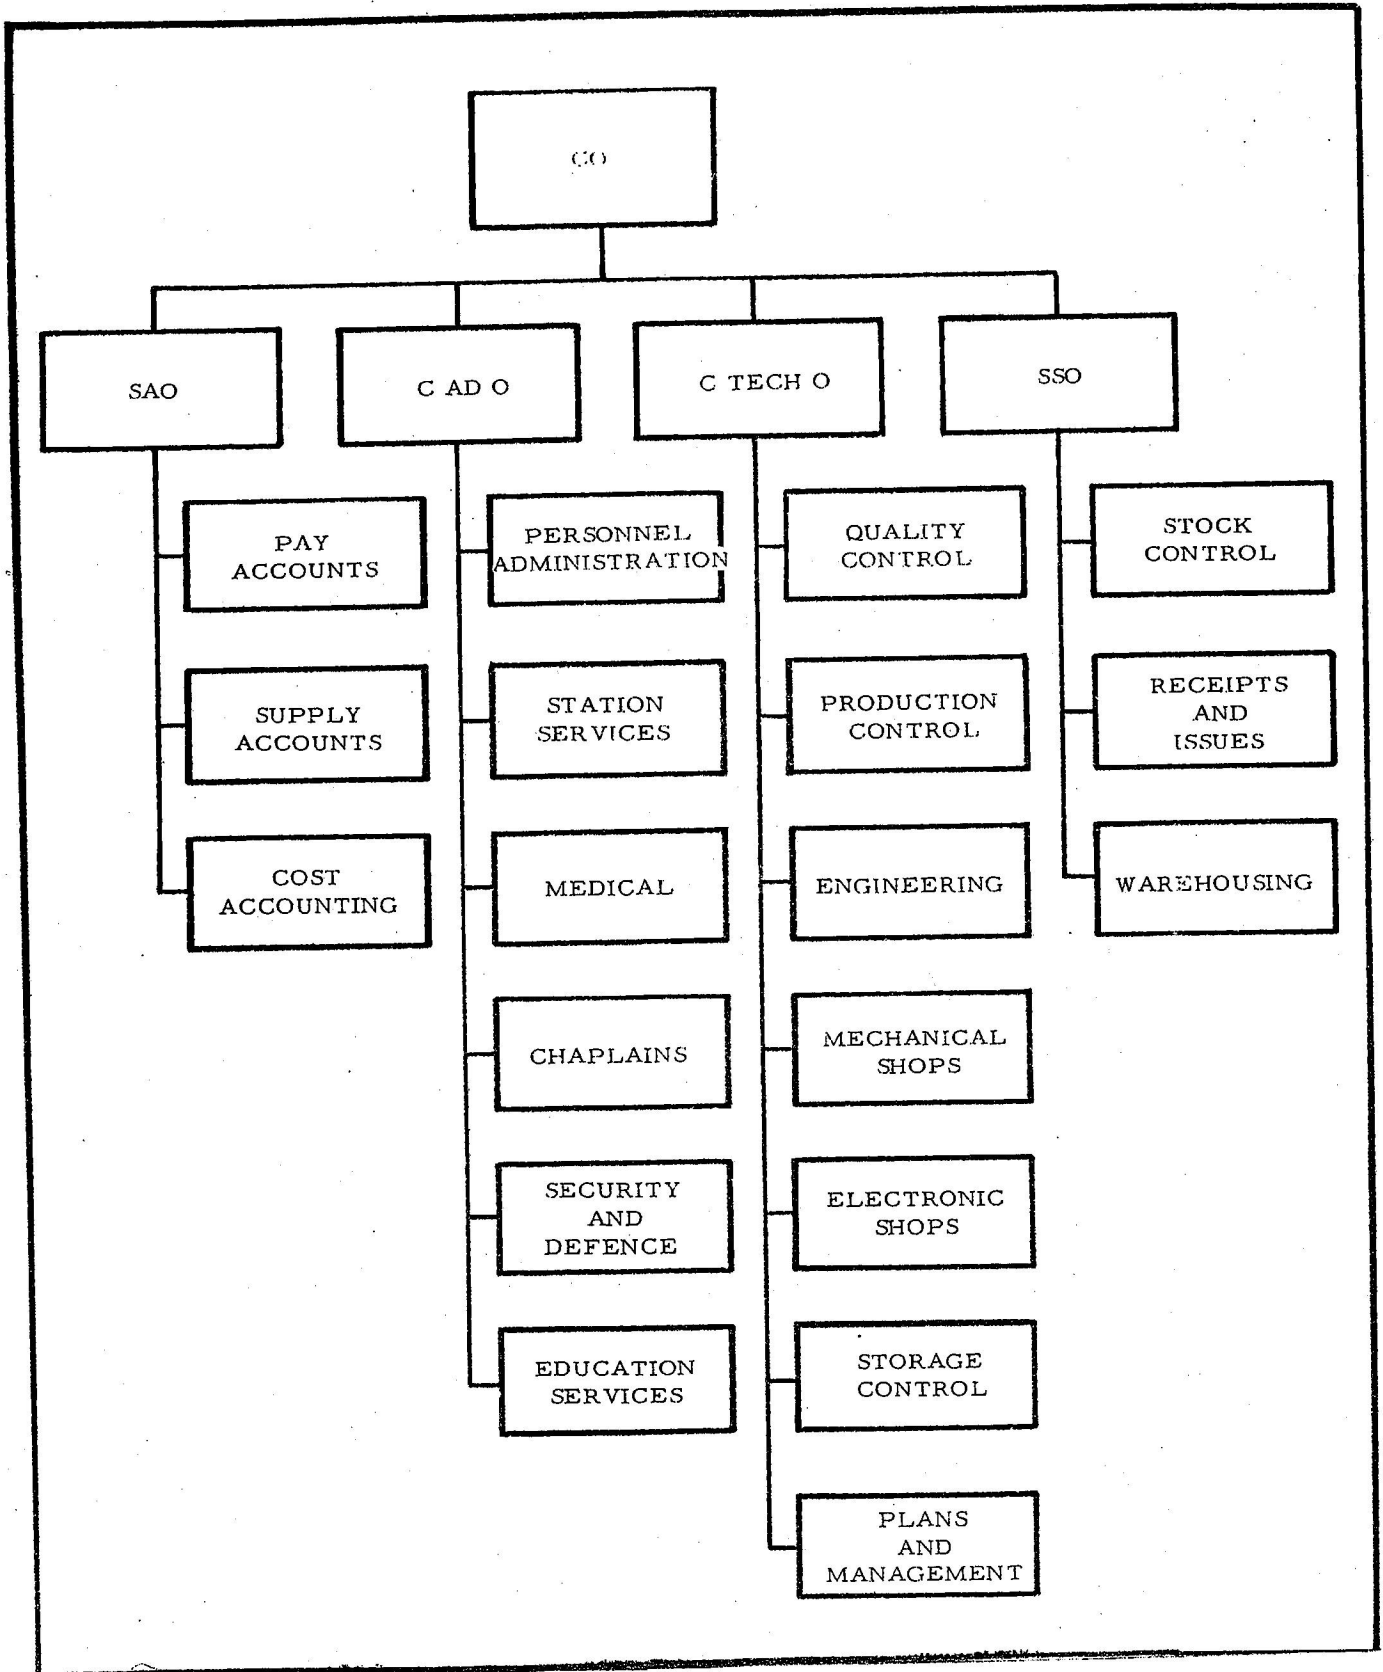 CO
SAO
C AD O
C TECH O
SSO
PAY
ACCOUNTS
SUPPLY
ACCOUNTS
COST
ACCOUNTING
PERSONNEL
ADMINISTRATION
STATION
SERVICES
MEDICAL
CHAPLAINS
SECURITY
AND
DEFENCE
EDUCATION
SERVICES
QUALITY
CONTROL
PRODUCTION
CONTROL
ENGINEERING
MECHANICAL
SHOPS
ELECTRONIC
SHOPS
STORAGE
CONTROL
PLANS
AND
MANAGEMENT
STOCK
CONTROL
RECEIPTS
AND
ISSUES
WAREHOUSING